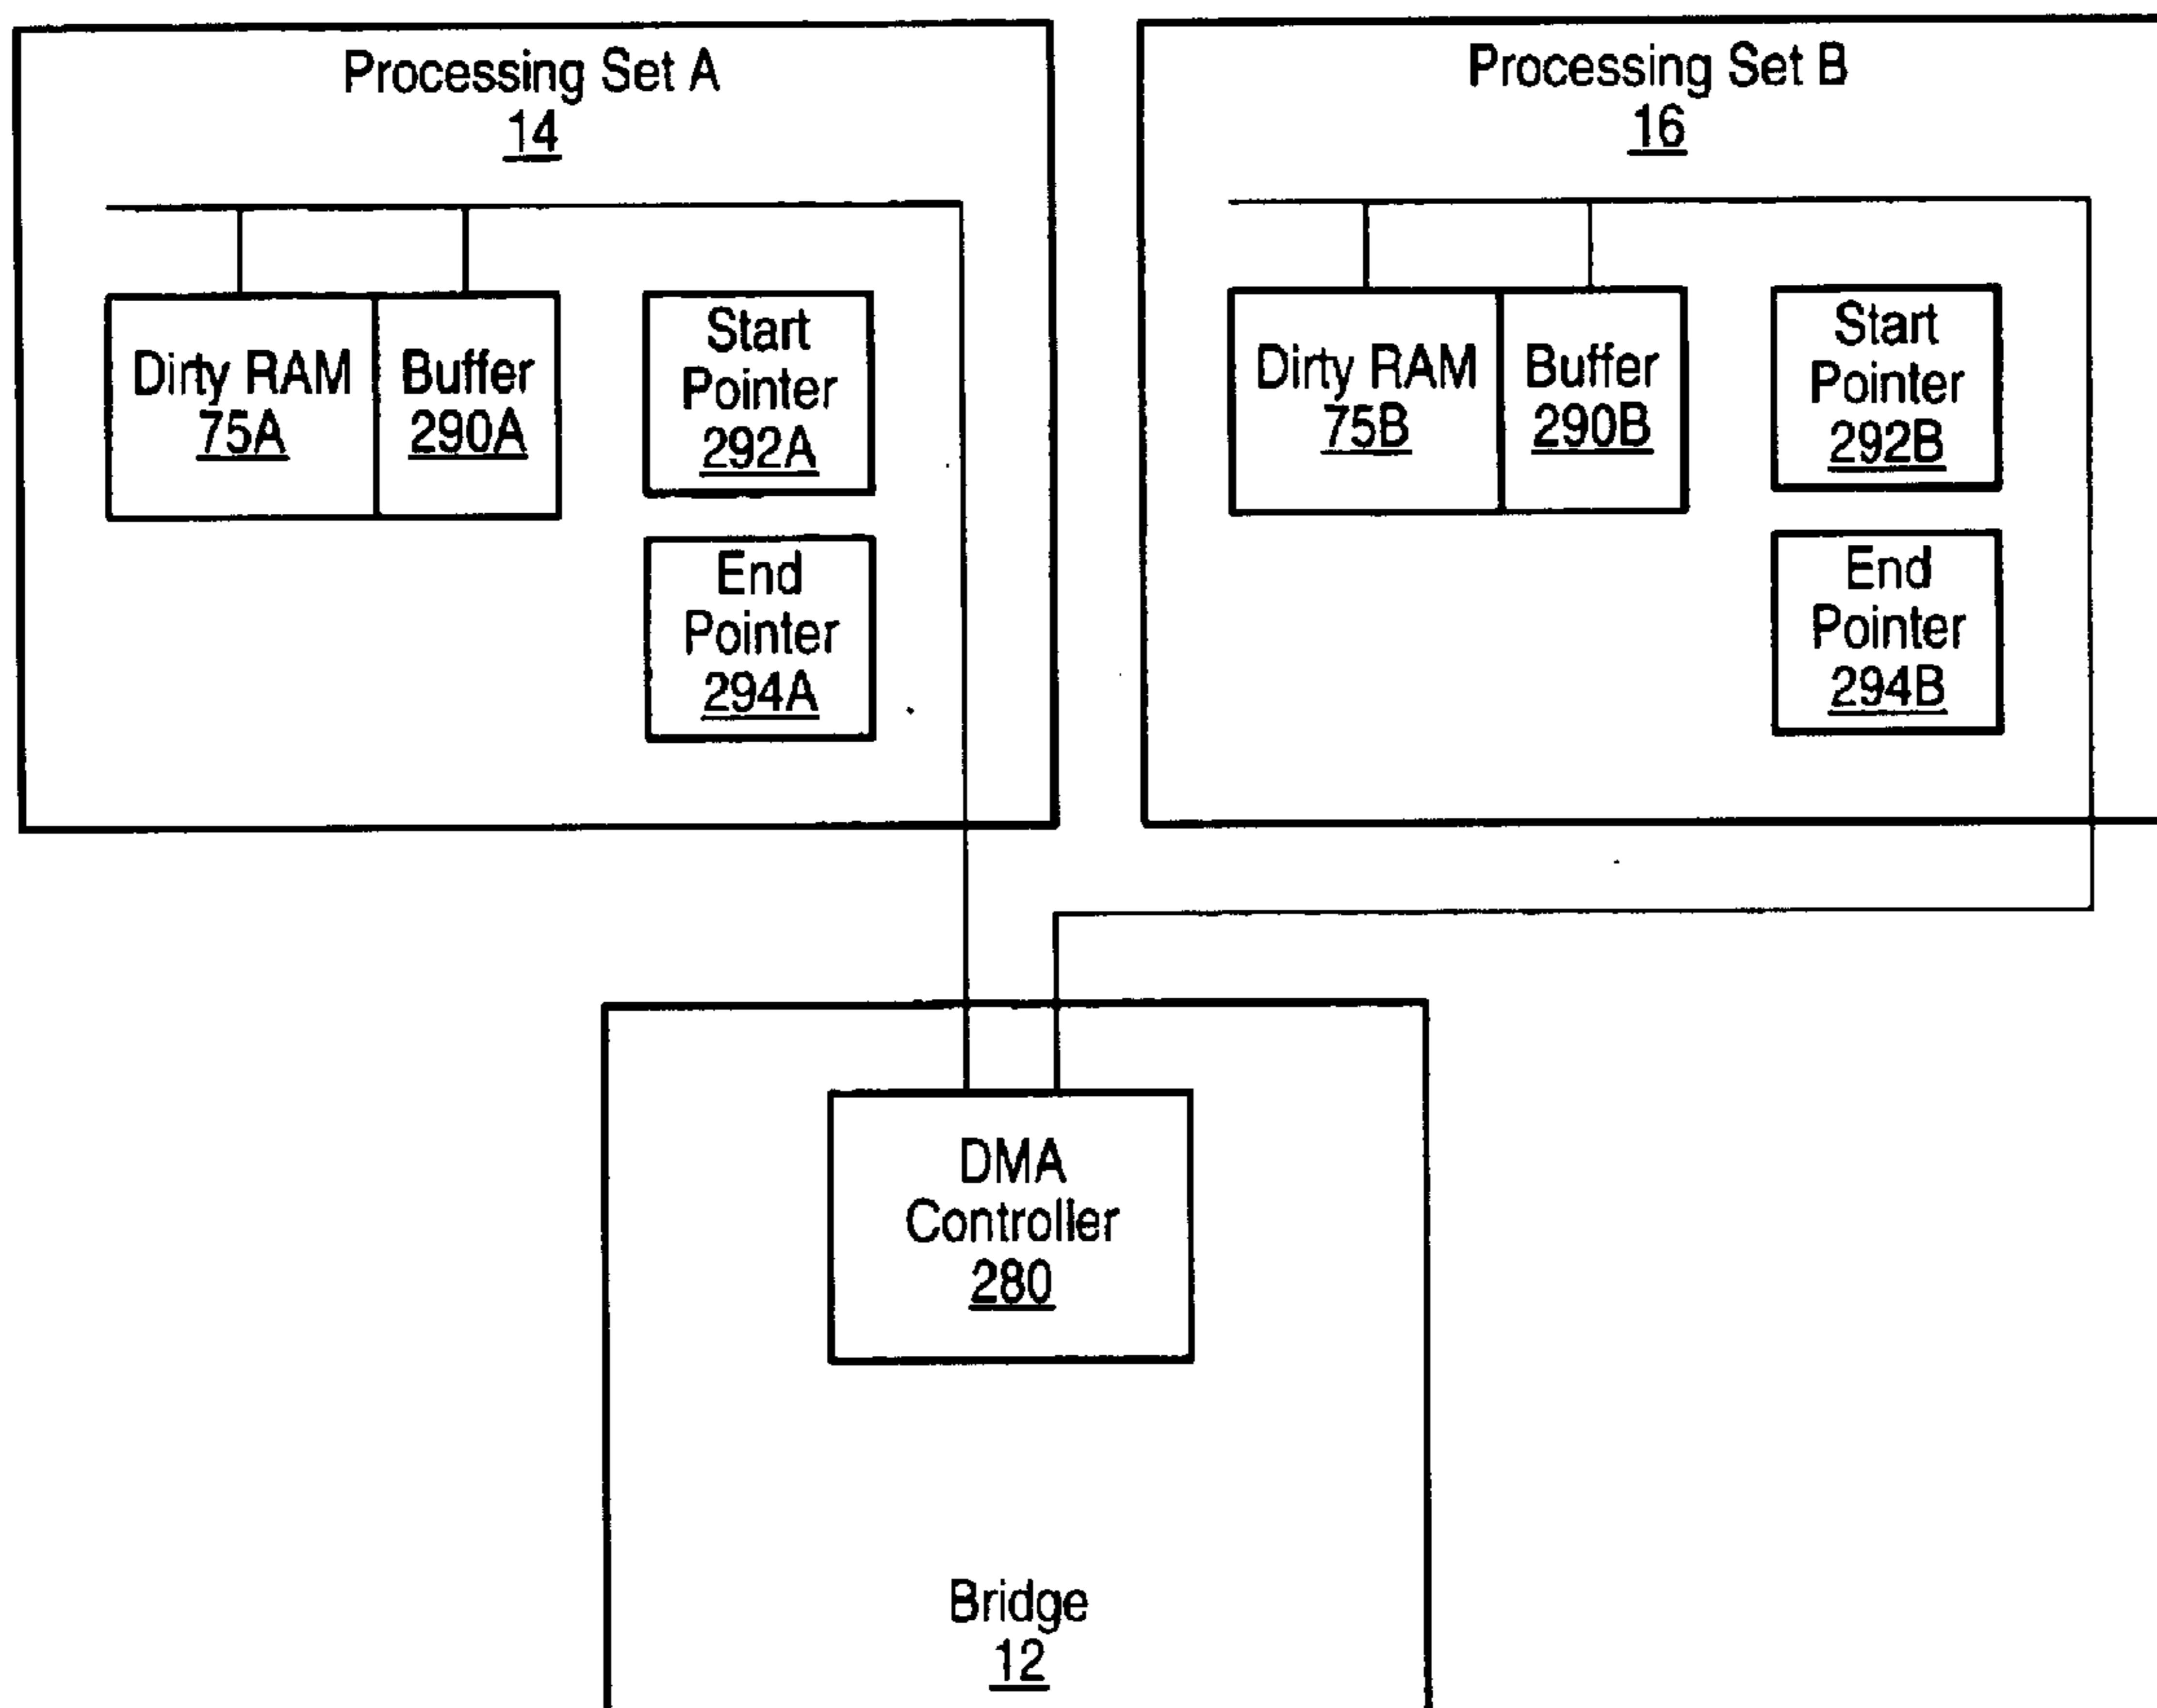 Processing Set A
14
Dirty RAM
75A
Buffer
290A
Start
Pointer
292A
End
Pointer
294A
Processing Set B
16
Dirty RAM
75B
Buffer
290B
Start
Pointer
292B
End
Pointer
294B
DMA
Controller
280
Bridge
12